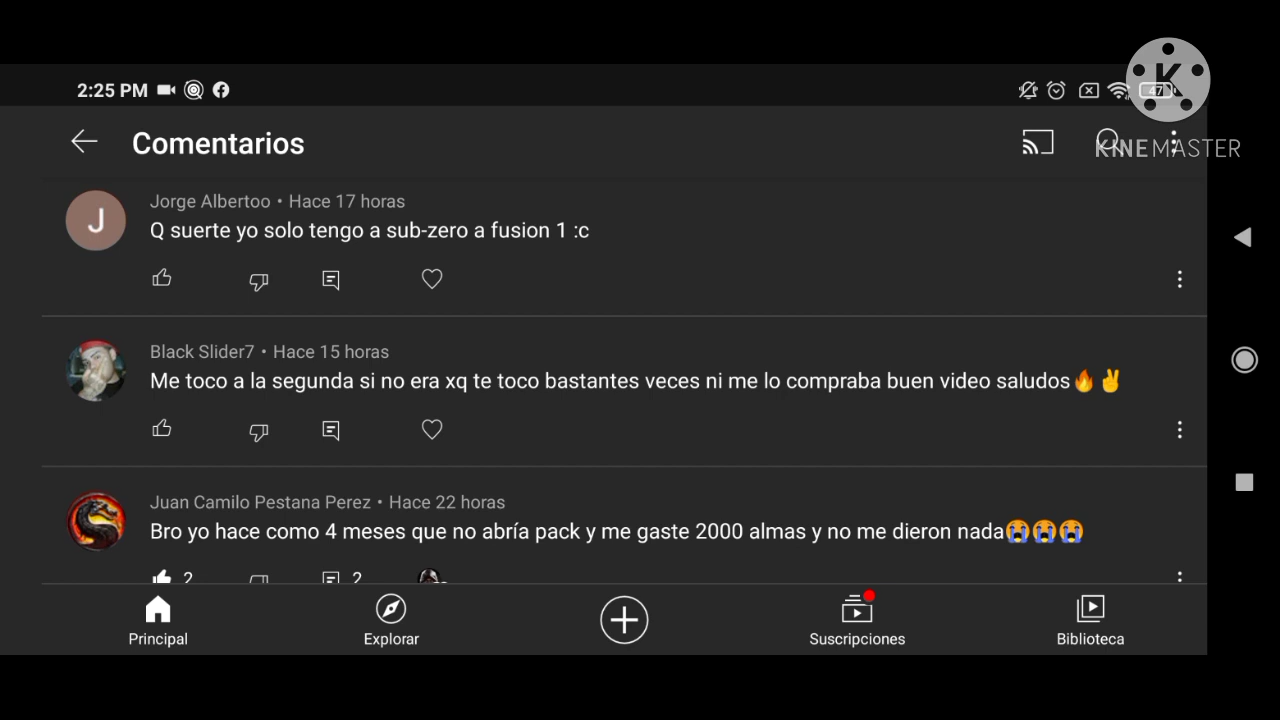 2:25 PM
47
KINEMASTER
Comentarios
Jorge Albertoo • Hace 17 horas
J
Q suerte yo solo tengo a sub-zero a fusion 1 :c
Black Slider7 • Hace 15 horas
Me toco a la segunda si no era xq te toco bastantes veces ni me lo compraba buen video saludos🔥✌
Juan Camilo Pestana Perez • Hace 22 horas
Bro yo hace como 4 meses que no abría pack y me gaste 2000 almas y no me dieron nada😭😭😭
2 2
Principal
Explorar
Suscripciones
Biblioteca